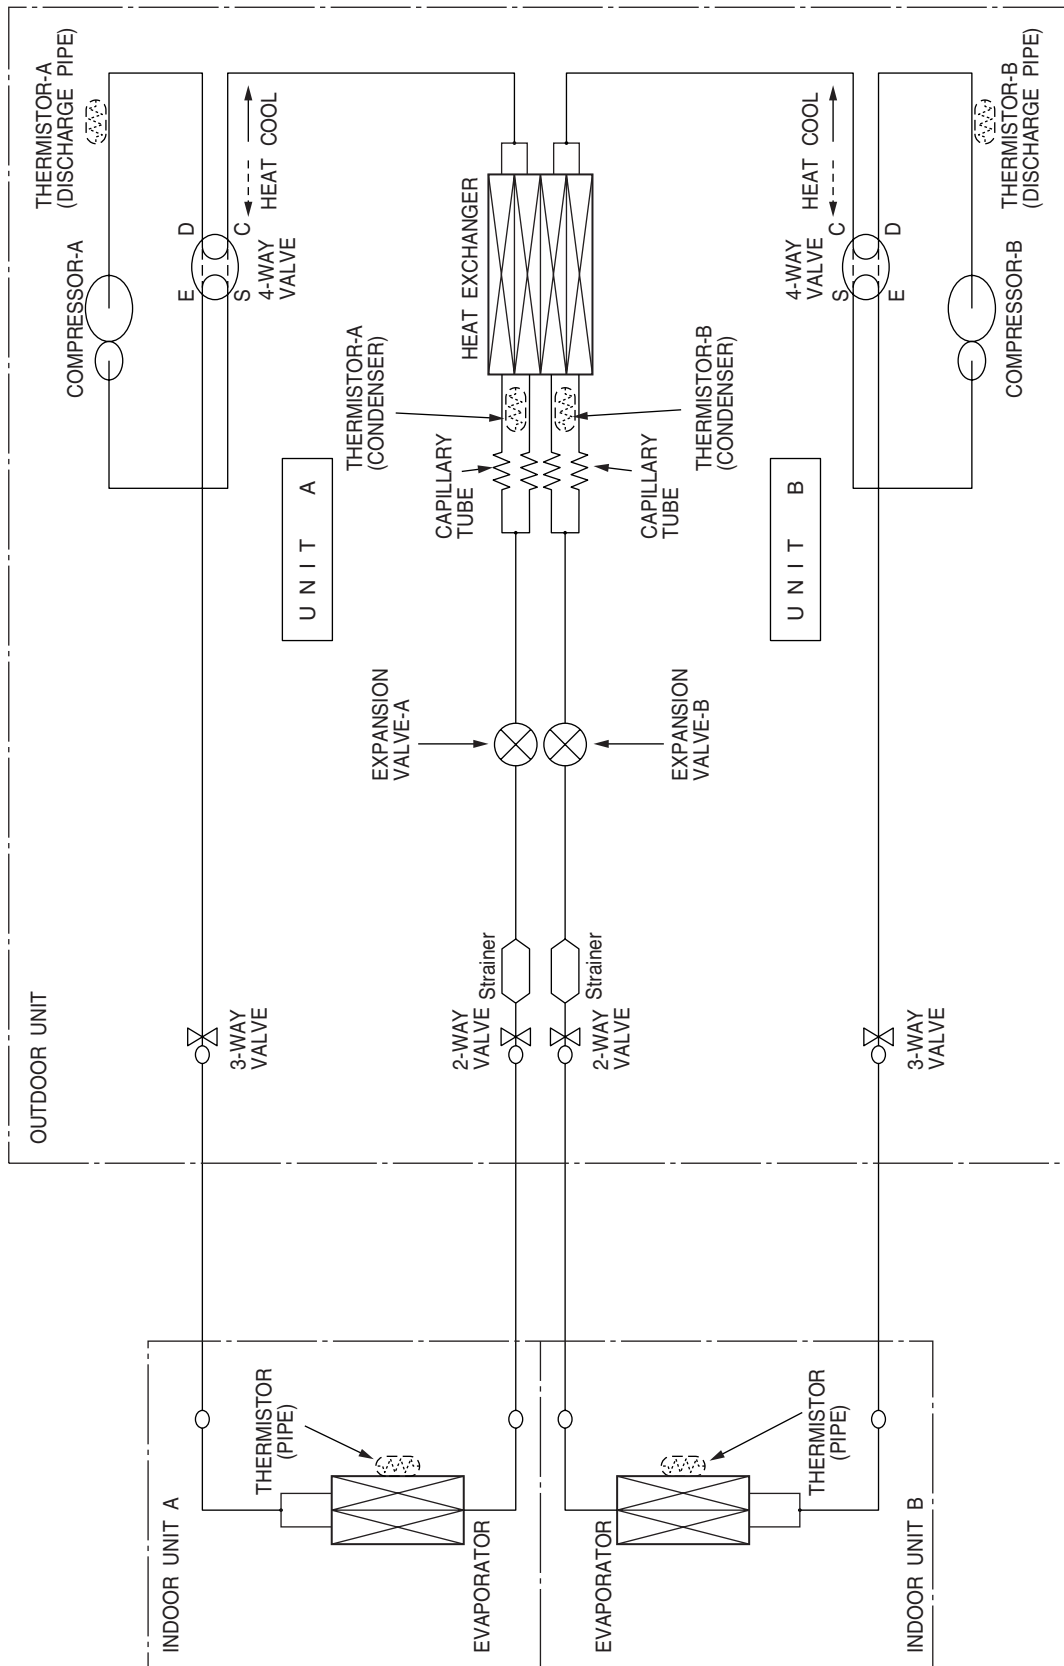 OUTDOOR UNIT
THERMISTOR-A
(DISCHARGE PIPE)
COMPRESSOR-A
E
D
S
C
4-WAY
VALVE
HEAT
COOL
3-WAY
VALVE
UNIT A
HEAT EXCHANGER
THERMISTOR-A
(CONDENSER)
CAPILLARY
TUBE
EXPANSION
VALVE-A
Strainer
2-WAY
VALVE
THERMISTOR-B
(CONDENSER)
CAPILLARY
TUBE
EXPANSION
VALVE-B
Strainer
2-WAY
VALVE
UNIT B
HEAT
COOL
4-WAY
VALVE
S
C
E
D
3-WAY
VALVE
COMPRESSOR-B
THERMISTOR-B
(DISCHARGE PIPE)
INDOOR UNIT A
THERMISTOR
(PIPE)
EVAPORATOR
EVAPORATOR
THERMISTOR
(PIPE)
INDOOR UNIT B